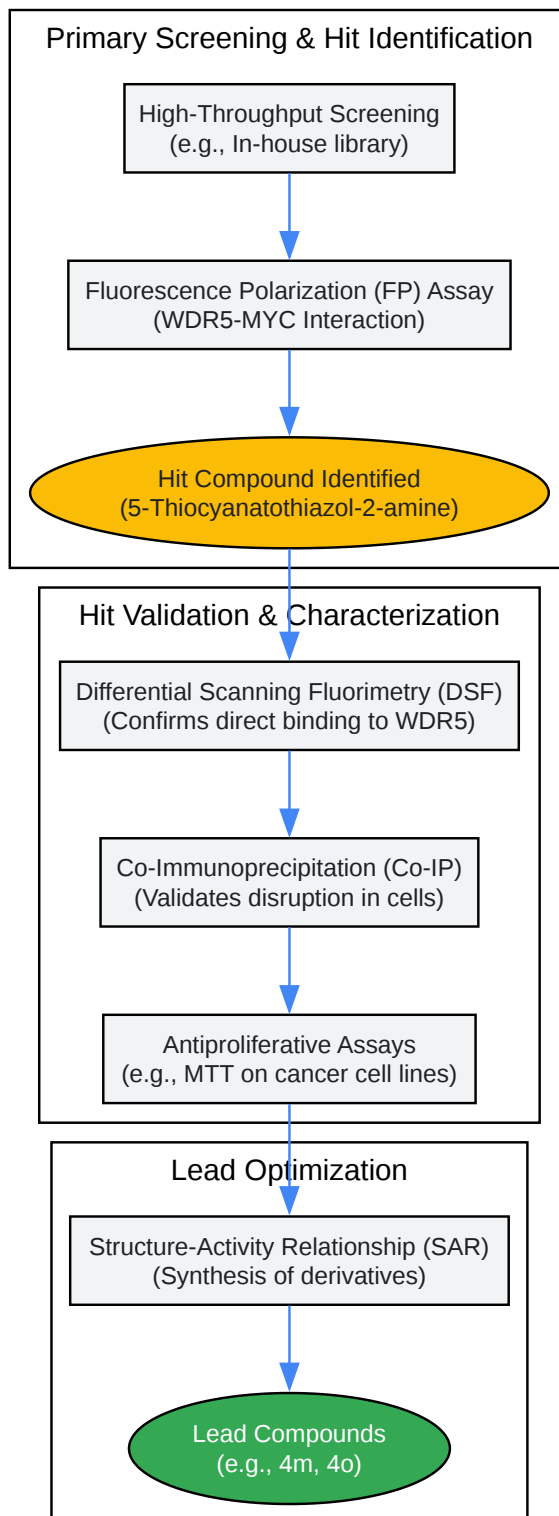 Primary Screening & Hit Identification
High-Throughput Screening
(e.g., In-house library)
Fluorescence Polarization (FP) Assay
(WDR5-MYC Interaction)
Hit Compound Identified
(5-Thiocyanatothiazol-2-amine)
Hit Validation & Characterization
Differential Scanning Fluorimetry (DSF)
(Confirms direct binding to WDR5)
Co-Immunoprecipitation (Co-IP)
(Validates disruption in cells)
Antiproliferative Assays
(e.g., MTT on cancer cell lines)
Lead Optimization
Structure-Activity Relationship (SAR)
(Synthesis of derivatives)
Lead Compounds
(e.g., 4m, 4o)